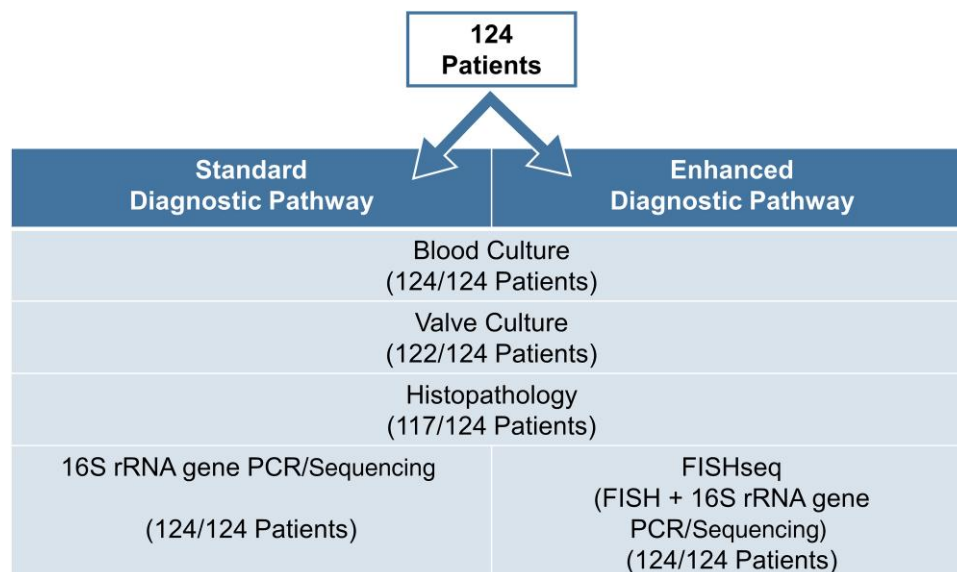 124
Patients
Standard
Diagnostic Pathway
Enhanced
Diagnostic Pathway
Blood Culture
(124/124 Patients)
Valve Culture
(122/124 Patients)
Histopathology
(117/124 Patients)
16S rRNA gene PCR/Sequencing
(124/124 Patients)
FISHseq
(FISH + 16S rRNA gene
PCR/Sequencing)
(124/124 Patients)